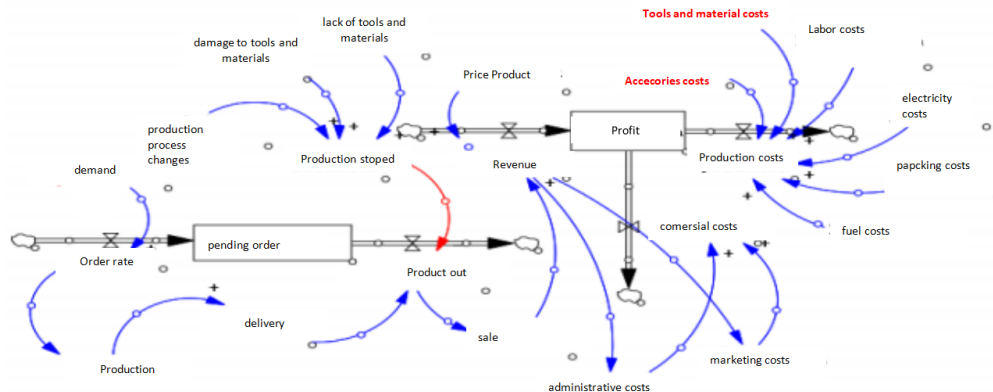 Tools and material costs
lack of tools and
materials
Labor costs
damage to tools and
materials
Price Product
Accecories costs
electricity
costs
production
process
changes
Profit
Production stoped
Revenue
Production costs
papcking costs
demand
comersial costs
fuel costs
pending order
Order rate
Product out
delivery
sale
Production
marketing costs
administrative costs